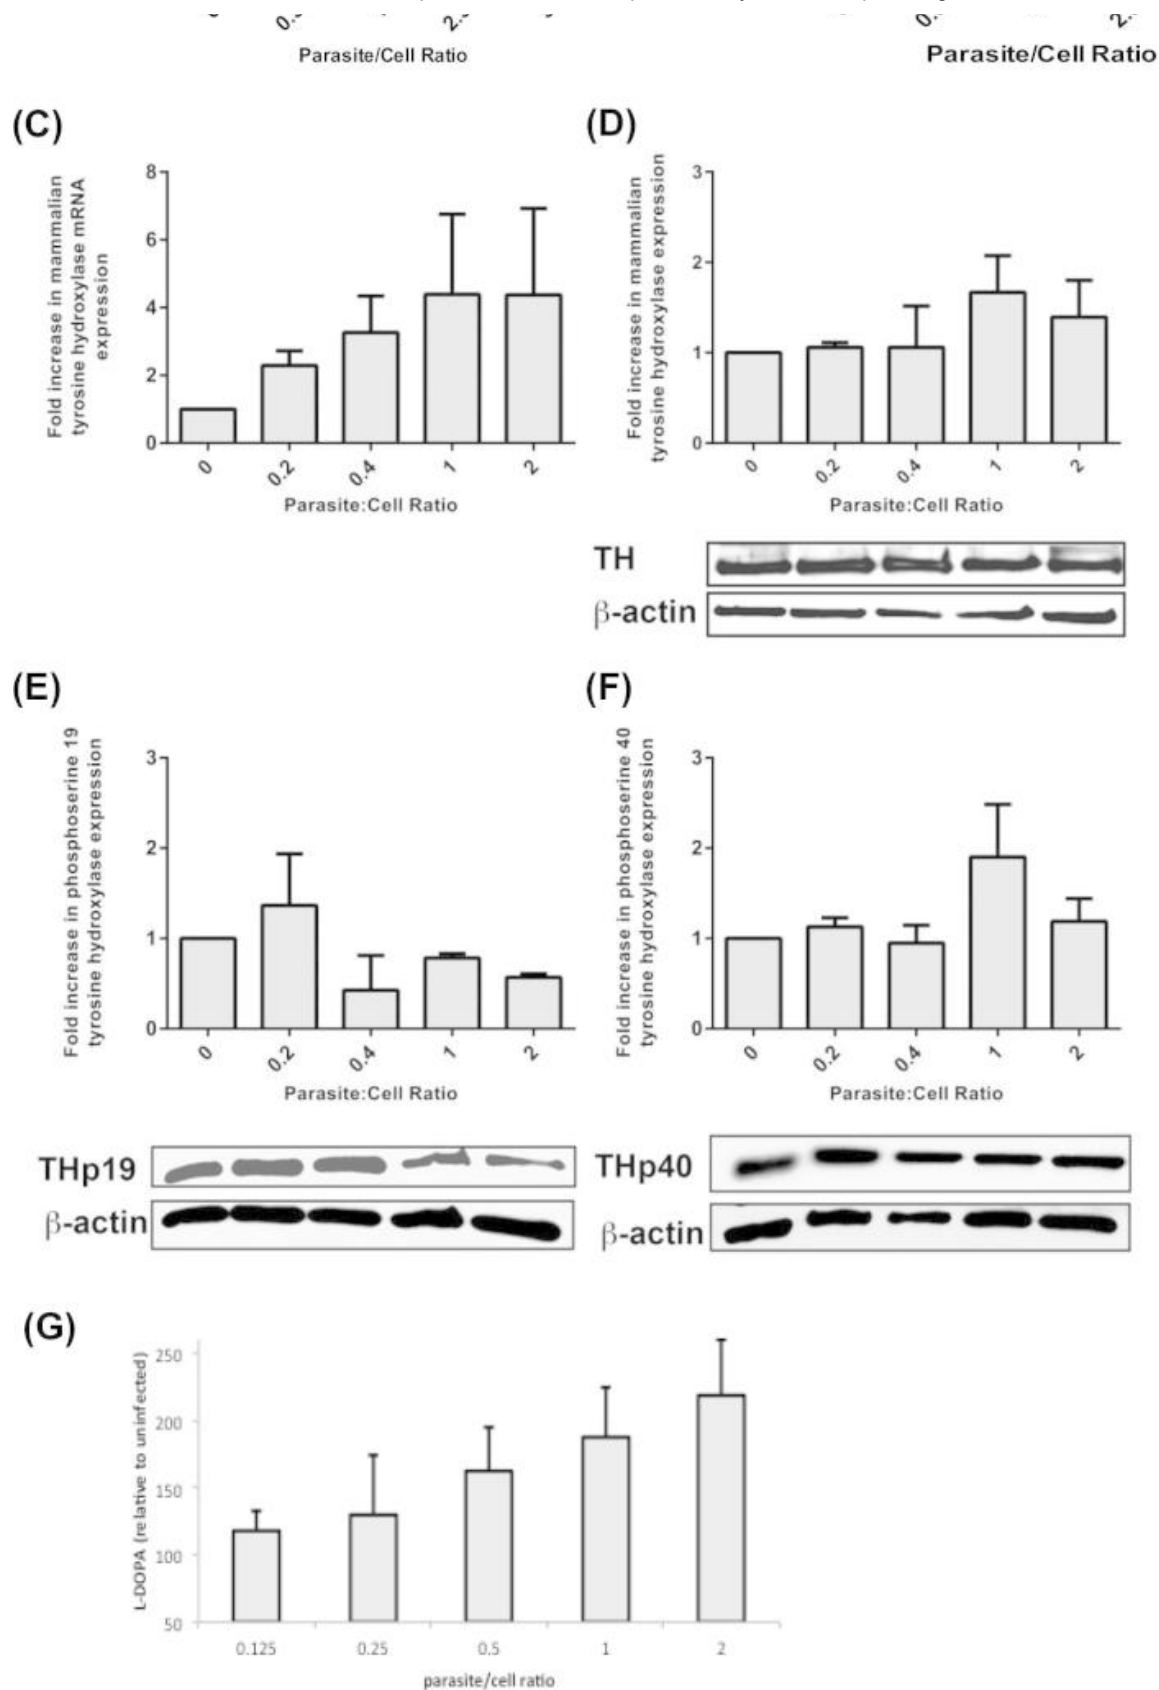 Parasite/Cell Ratio
Parasite/Cell Ratio
(C)
Fold increase in mammalian
tyrosine hydroxylase mRNA
expression
8
6
4
2
0
0
0.2
0.4
1
2
Parasite:Cell Ratio
(D)
Fold increase in mammalian
tyrosine hydroxylase expression
3
2
1
0
0
0.2
0.4
1
2
Parasite:Cell Ratio
TH
β-actin
(E)
Fold increase in phosphoserine 19
tyrosine hydroxylase expression
3
2
1
0
0
0.2
0.4
1
2
Parasite:Cell Ratio
THp19
β-actin
(F)
Fold increase in phosphoserine 40
tyrosine hydroxylase expression
3
2
1
0
0
0.2
0.4
1
2
Parasite:Cell Ratio
THp40
β-actin
(G)
L-DOPA (relative to uninfected)
250
200
150
100
50
0.125
0.25
0.5
1
2
parasite/cell ratio